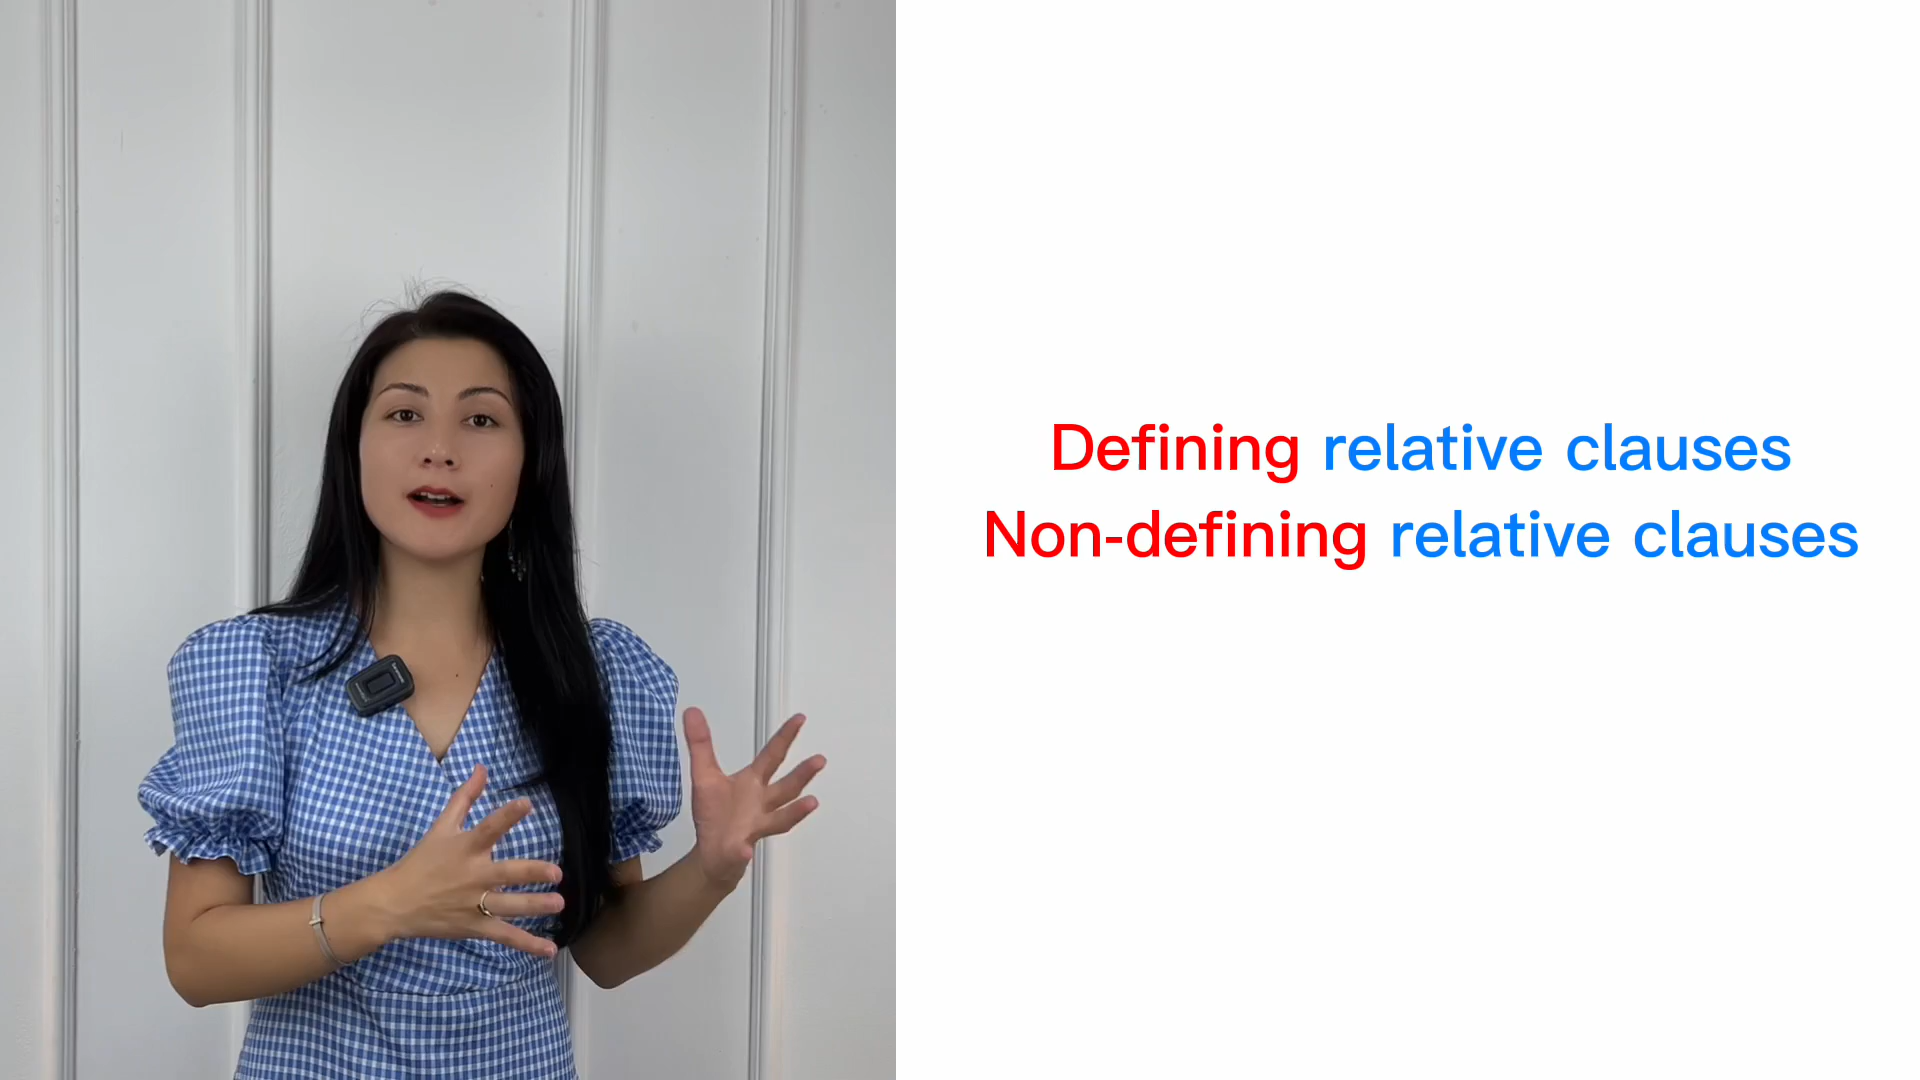 Defining relative clauses
Non-defining relative clauses